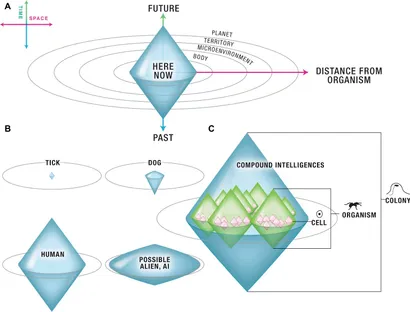 A
TIME
SPACE
FUTURE
PLANET
TERRITORY
MICROENVIRONMENT
BODY
HERE
NOW
DISTANCE FROM
ORGANISM
PAST
B
TICK
DOG
HUMAN
POSSIBLE
ALIEN, AI
C
COMPOUND INTELLIGENCES
CELL
ORGANISM
COLONY